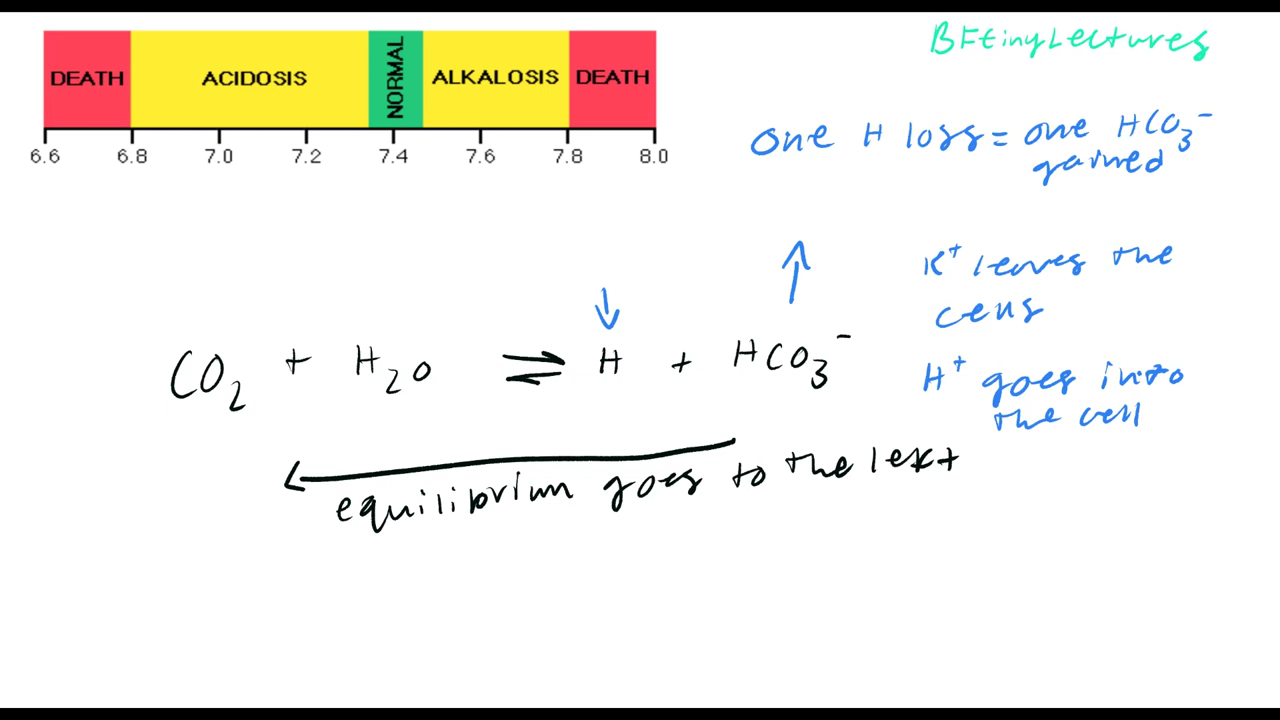 DEATH ACIDOSIS NORMAL ALKALOSIS DEATH
6.6 6.8 7.0 7.2 7.4 7.6 7.8 8.0
BFtinyLectures
One H loss = one HCO3-
gained
K+ leaves the
cells
H+ goes into
the cell
CO2 + H2O ⇌ H + HCO3-
equilibrium goes to the left